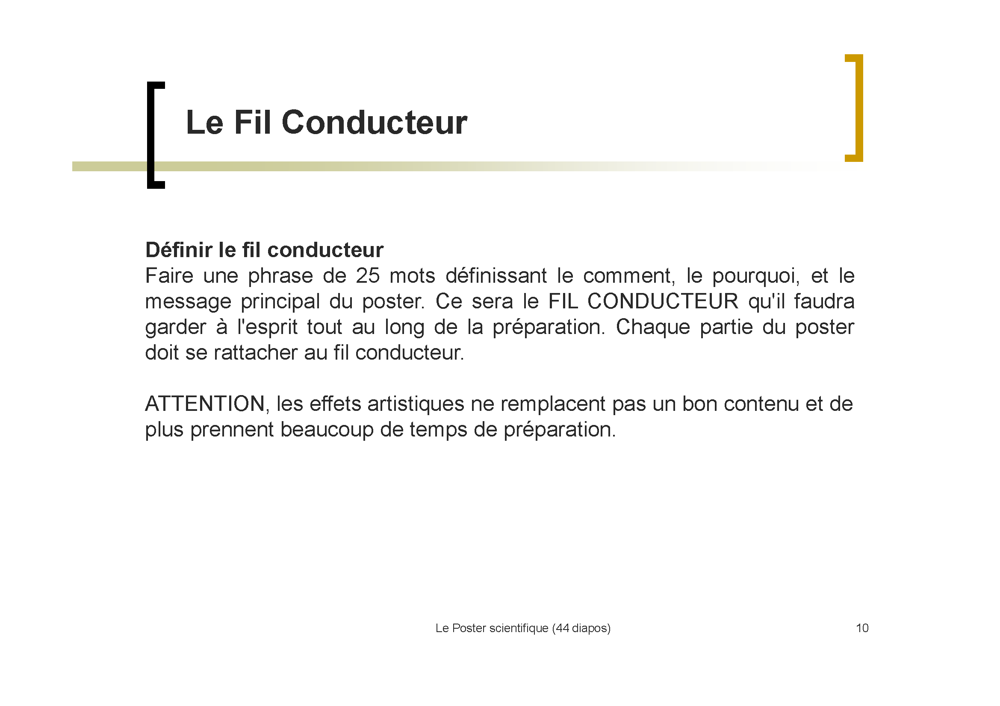 Le Fil Conducteur
Définir le fil conducteur
Faire une phrase de 25 mots définissant le comment, le pourquoi, et le
message principal du poster. Ce sera le FIL CONDUCTEUR qu'il faudra
garder à l'esprit tout au long de la préparation. Chaque partie du poster
doit se rattacher au fil conducteur.
ATTENTION, les effets artistiques ne remplacent pas un bon contenu et de
plus prennent beaucoup de temps de préparation.
Le Poster scientifique (44 diapos)
10